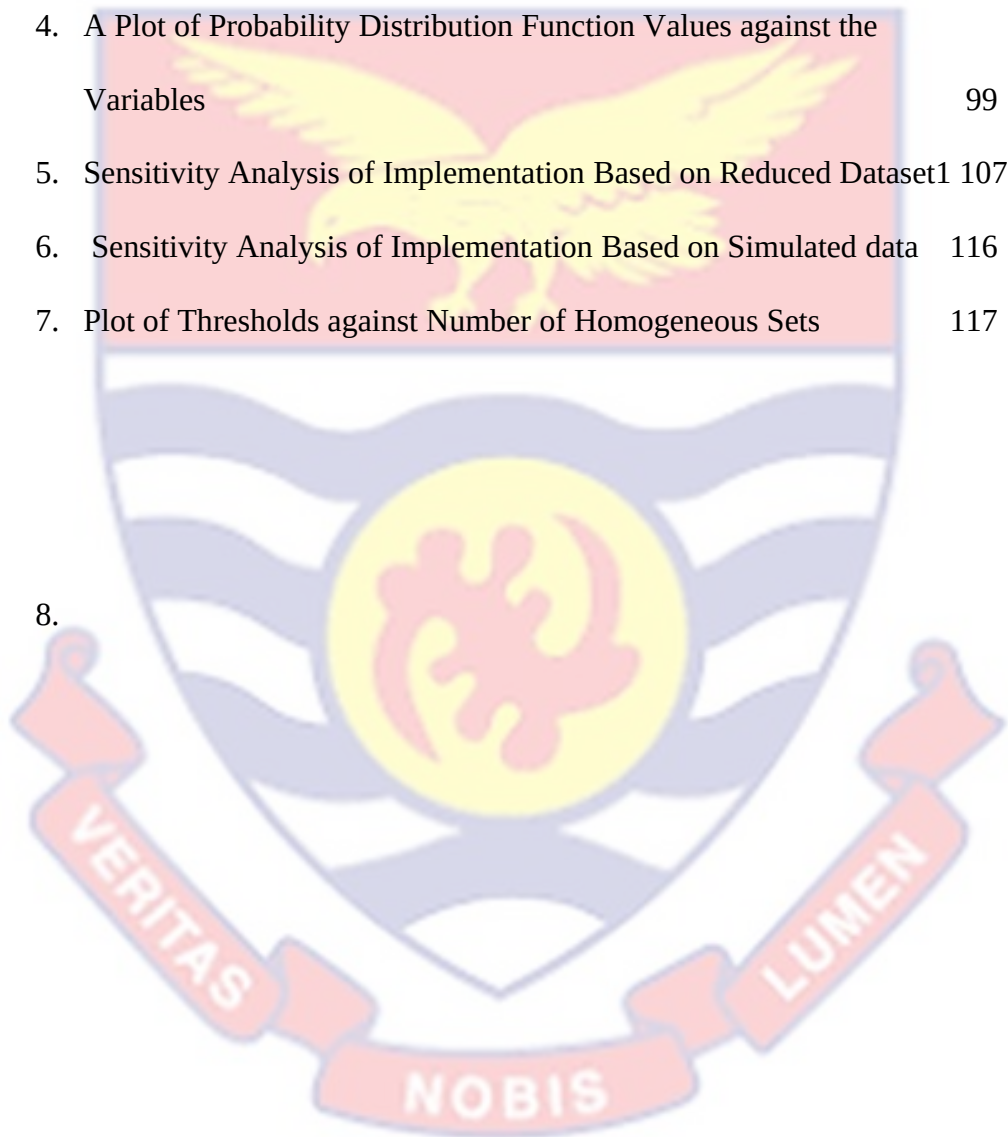 4. A Plot of Probability Distribution Function Values against the
Variables 99
5. Sensitivity Analysis of Implementation Based on Reduced Dataset1 107
6. Sensitivity Analysis of Implementation Based on Simulated data 116
7. Plot of Thresholds against Number of Homogeneous Sets 117
8.
VERITAS
NOBIS
LUMEN